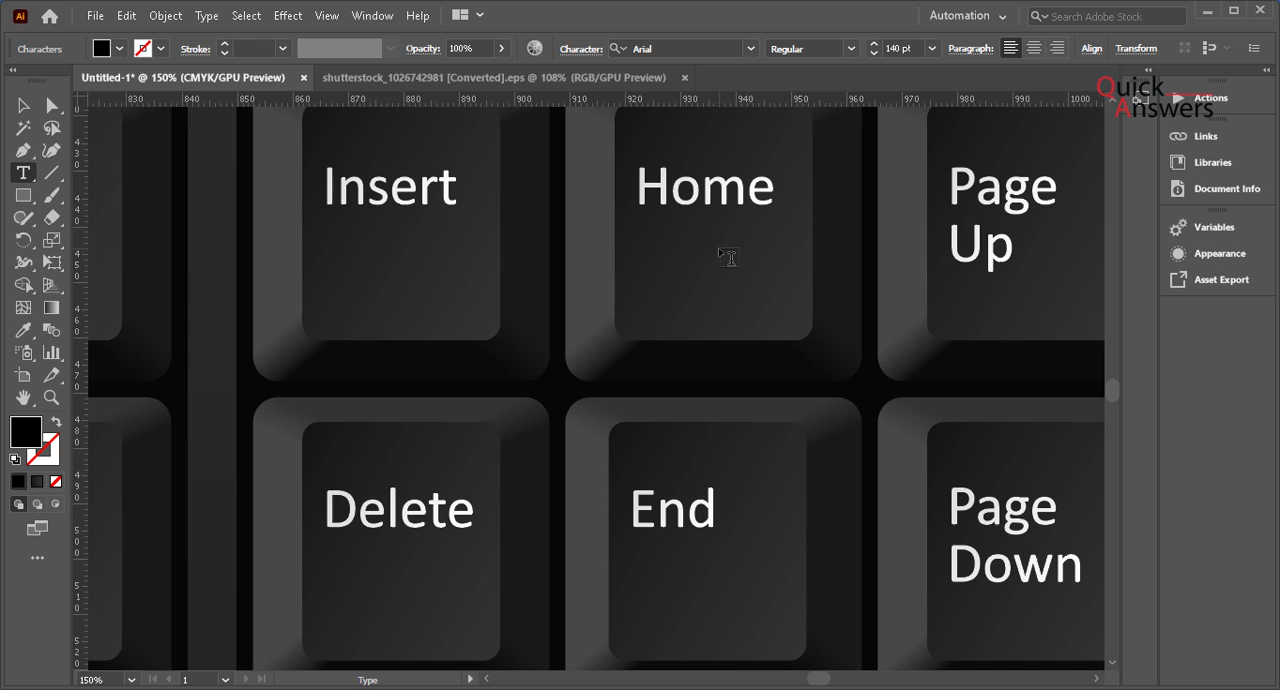 Ai File Edit Object Type Select Effect View Window Help Automation Search Adobe Stock
Characters Stroke: Opacity: 100% Character: Arial Regular 140 pt Paragraph: Align Transform
Untitled-1* @ 150% (CMYK/GPU Preview) × shutterstock_1026742981 [Converted].eps @ 108% (RGB/GPU Preview) ×
830 850 860 870 880 890 900 910 920 930 940 950 960 970 980 990 1000
Quick
Answers
Actions
Links
Libraries
Document Info
Variables
Appearance
Asset Export
Insert
Home
Page
Up
Delete
End
Page
Down
150% 1 Type